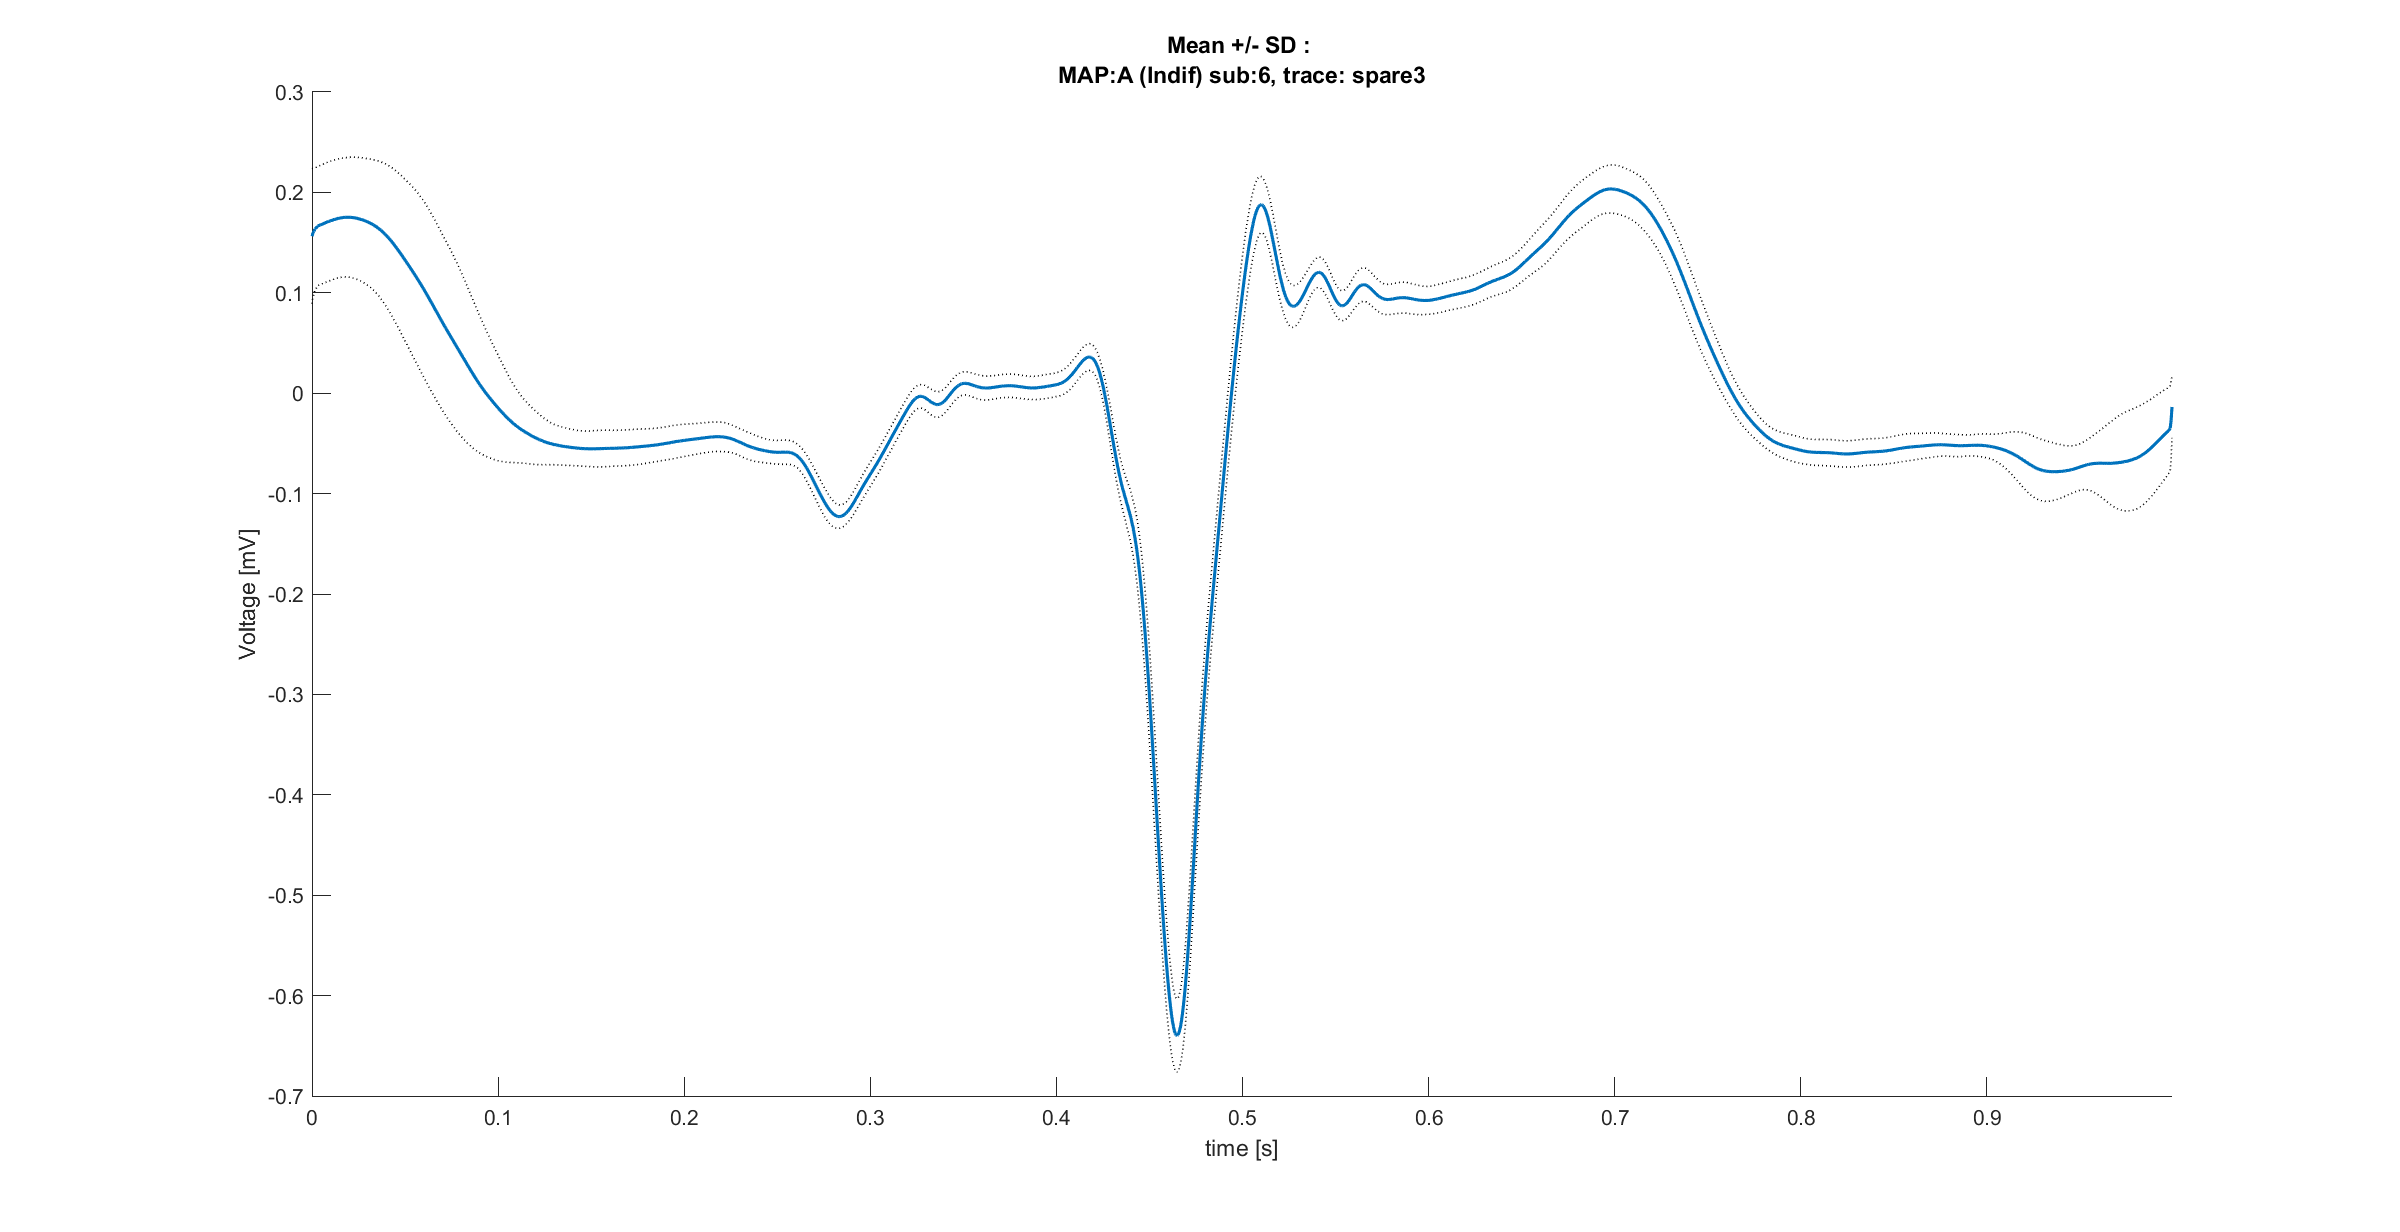 Mean +/- SD :
MAP:A (Indif) sub:6, trace: spare3
0.3
0.2
0.1
0
-0.1
-0.2
-0.3
-0.4
-0.5
-0.6
-0.7
Voltage [mV]
0 0.1 0.2 0.3 0.4 0.5 0.6 0.7 0.8 0.9
time [s]